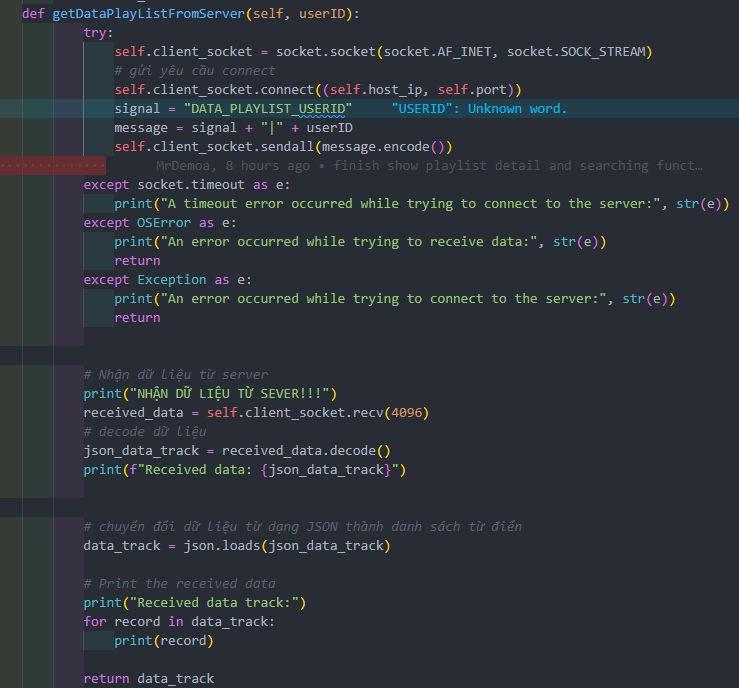 def getDataPlayListFromServer(self, userID):
try:
self.client_socket = socket.socket(socket.AF_INET, socket.SOCK_STREAM)
# gửi yêu cầu connect
self.client_socket.connect((self.host_ip, self.port))
signal = "DATA_PLAYLIST_USERID" "USERID": Unknown word.
message = signal + "|" + userID
self.client_socket.sendall(message.encode())
MrDemoa, 8 hours ago • finish show playlist detail and searching funct…
except socket.timeout as e:
print("A timeout error occurred while trying to connect to the server:", str(e))
except OSError as e:
print("An error occurred while trying to receive data:", str(e))
return
except Exception as e:
print("An error occurred while trying to connect to the server:", str(e))
return
# Nhận dữ liệu từ server
print("NHẬN DỮ LIỆU TỪ SEVER!!!")
received_data = self.client_socket.recv(4096)
# decode dữ liệu
json_data_track = received_data.decode()
print(f"Received data: {json_data_track}")
# chuyển đổi dữ liệu từ dạng JSON thành danh sách từ điển
data_track = json.loads(json_data_track)
# Print the received data
print("Received data track:")
for record in data_track:
print(record)
return data_track